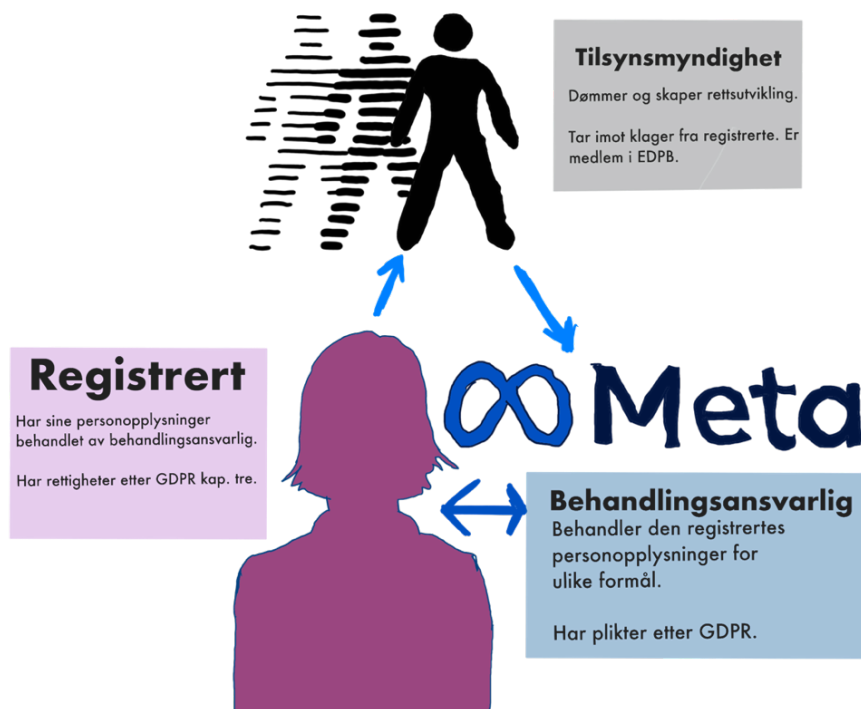 Tilsynsmyndighet
Dømmer og skaper rettsutvikling.
Tar imot klager fra registrerte. Er
medlem i EDPB.
Registrert
Har sine personopplysninger
behandlet av behandlingsansvarlig.
Har rettigheter etter GDPR kap. tre.
Meta
Behandlingsansvarlig
Behandler den registrertes
personopplysninger for
ulike formål.
Har plikter etter GDPR.